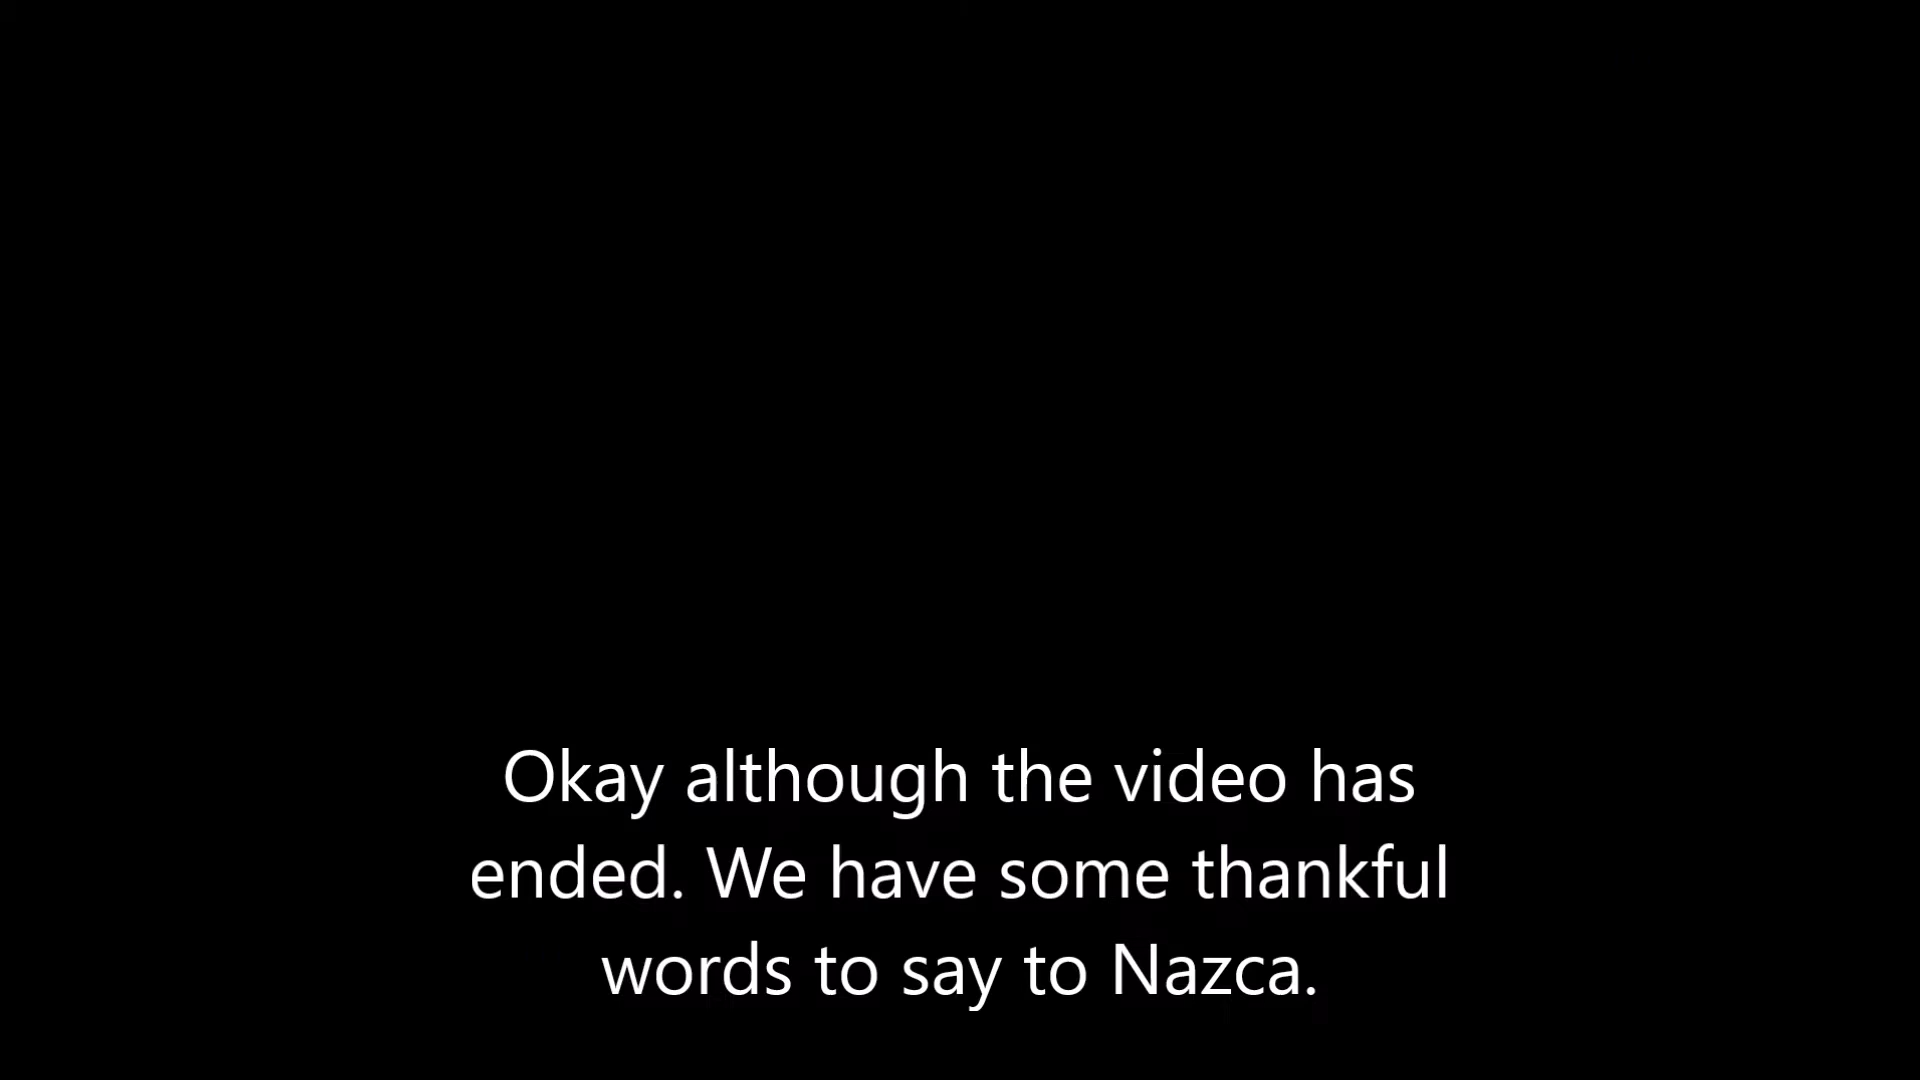 Okay although the video has
ended. We have some thankful
words to say to Nazca.